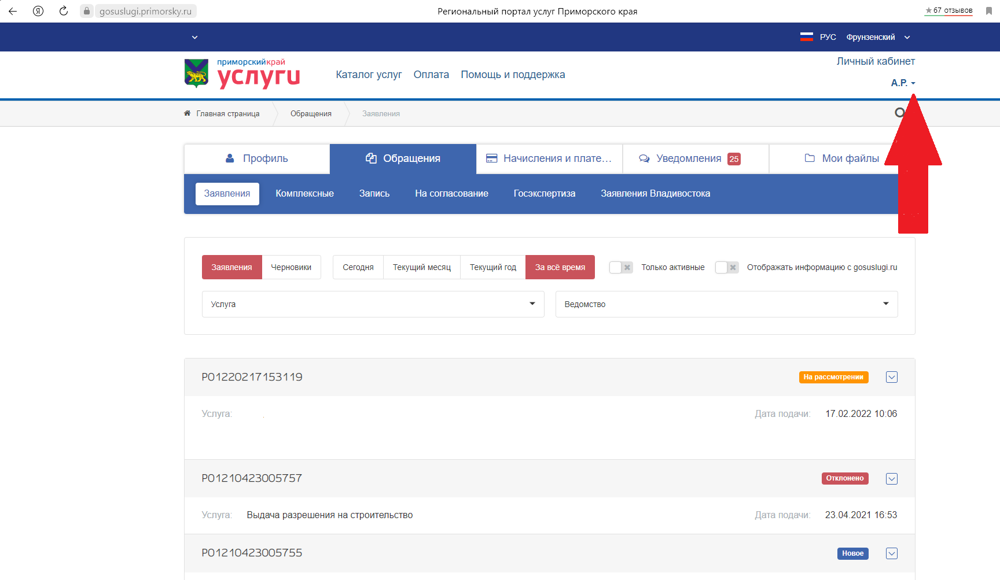 gosuslugi.primorsky.ru
Региональный портал услуг Приморского края
★ 67 отзывов
РУС
Фрунзенский
приморскийкрай
услуги
Каталог услуг
Оплата
Помощь и поддержка
Личный кабинет
А.Р.
Главная страница
Обращения
Заявления
Профиль
Обращения
Начисления и плате...
Уведомления 25
Мои файлы
Заявления
Комплексные
Запись
На согласование
Госэкспертиза
Заявления Владивостока
Заявления
Черновики
Сегодня
Текущий месяц
Текущий год
За всё время
Только активные
Отображать информацию с gosuslugi.ru
Услуга
Ведомство
P01220217153119
На рассмотрении
Услуга:
Дата подачи: 17.02.2022 10:06
P01210423005757
Отклонено
Услуга: Выдача разрешения на строительство
Дата подачи: 23.04.2021 16:53
P01210423005755
Новое